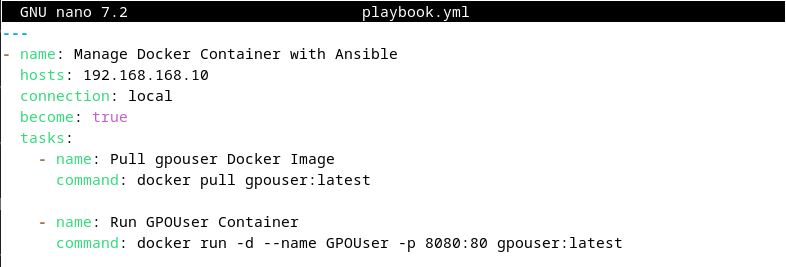 GNU nano 7.2 playbook.yml
---
- name: Manage Docker Container with Ansible
  hosts: 192.168.168.10
  connection: local
  become: true
  tasks:
    - name: Pull gpouser Docker Image
      command: docker pull gpouser:latest

    - name: Run GPOUser Container
      command: docker run -d --name GPOUser -p 8080:80 gpouser:latest